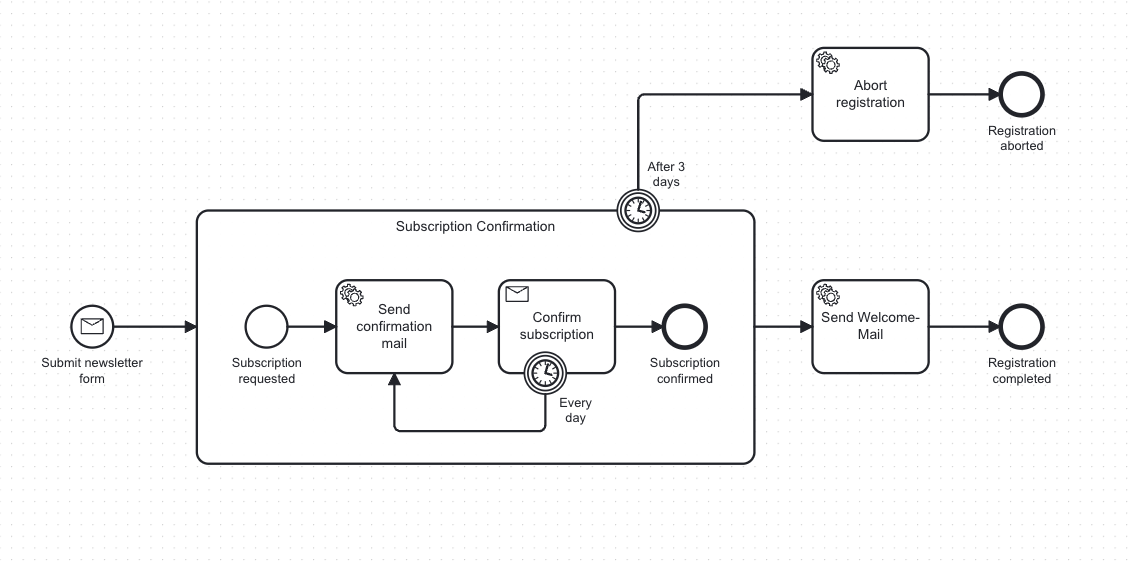 Abort
registration
Registration
aborted
After 3
days
Subscription Confirmation
Submit newsletter
form
Subscription
requested
Send
confirmation
mail
Confirm
subscription
Every
day
Subscription
confirmed
Send Welcome-
Mail
Registration
completed